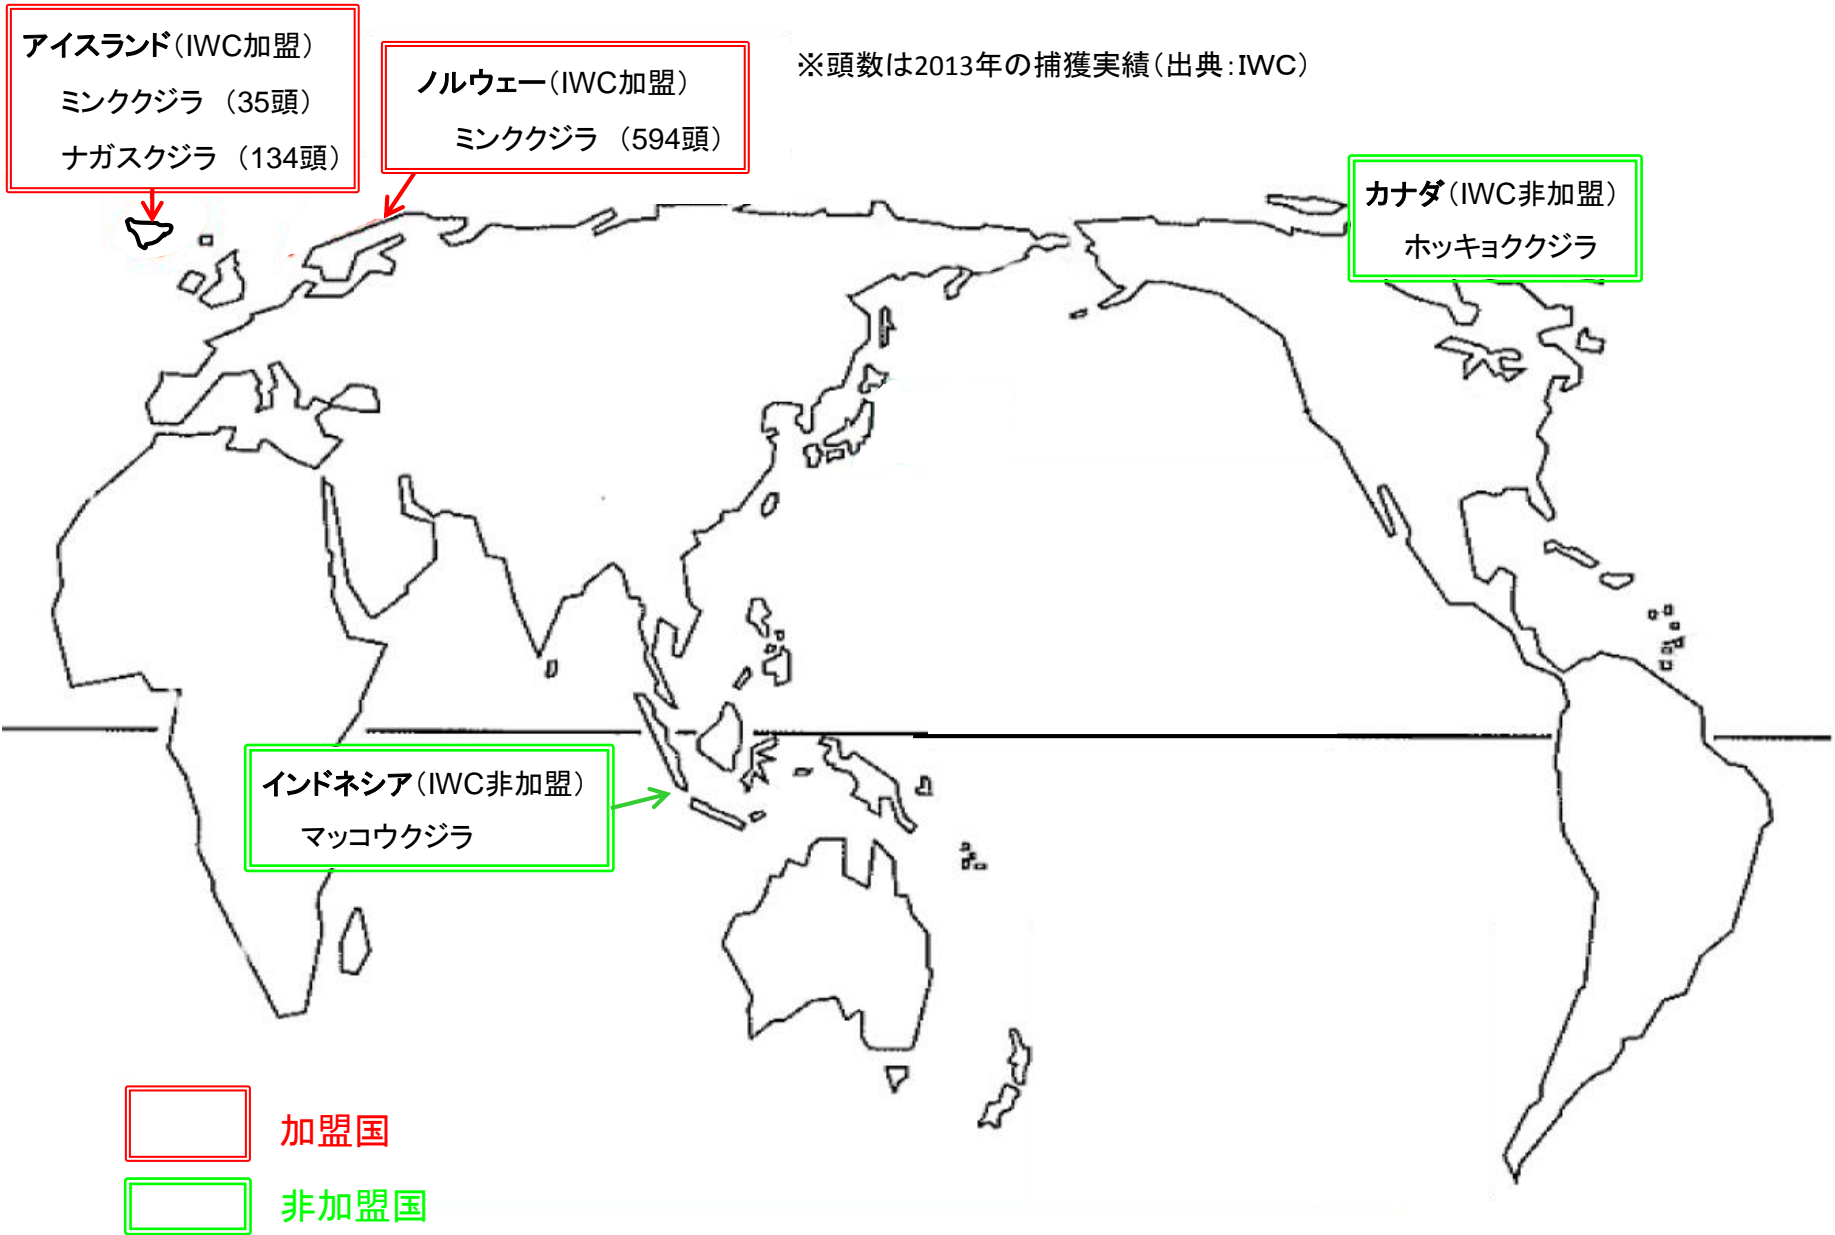 アイスランド（IWC加盟）
ミンククジラ （35頭）
ナガスクジラ （134頭）
ノルウェー（IWC加盟）
ミンククジラ （594頭）
※頭数は2013年の捕獲実績（出典：IWC）
カナダ（IWC非加盟）
ホッキョククジラ
インドネシア（IWC非加盟）
マッコウクジラ
加盟国
非加盟国